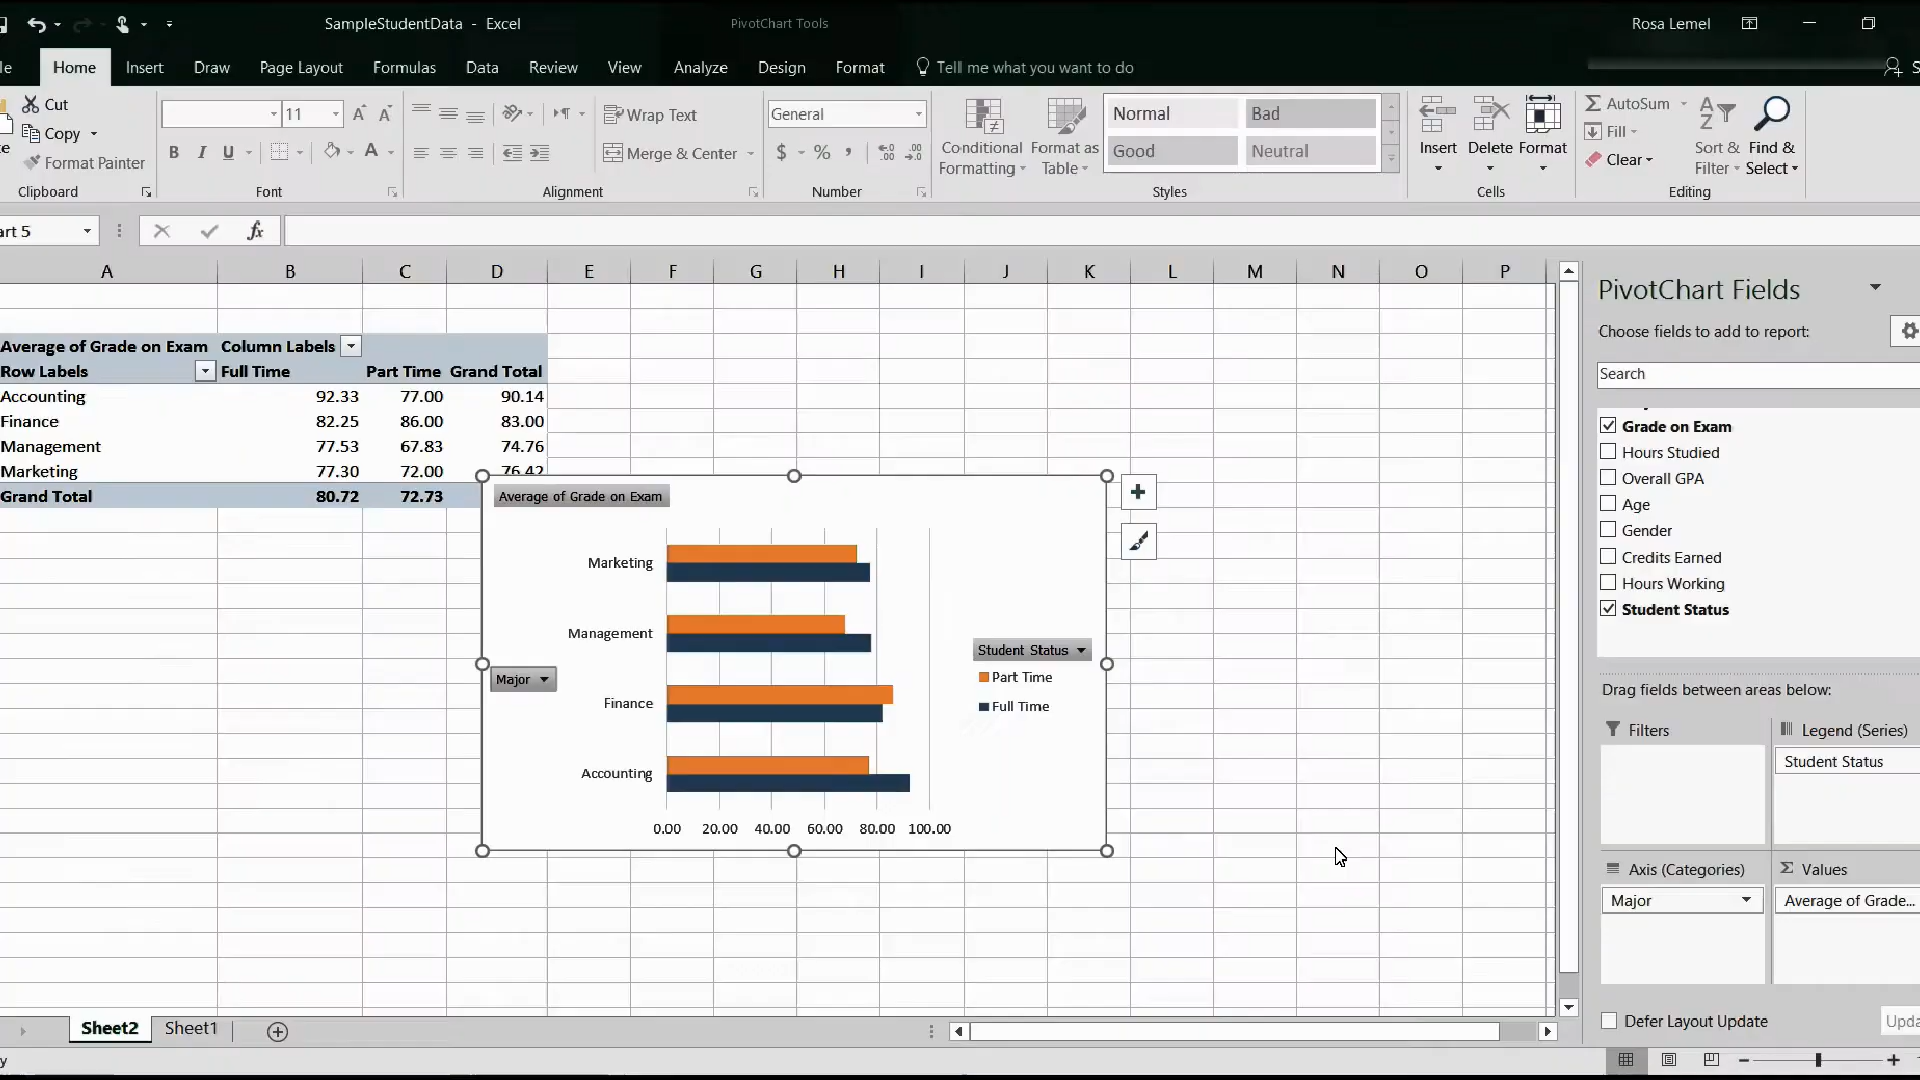 SampleStudentData - Excel
PivotChart Tools
Rosa Lemel
Home Insert Draw Page Layout Formulas Data Review View Analyze Design Format Tell me what you want to do
Cut
Copy
Format Painter
Clipboard
11
B I U
Font
Wrap Text
Merge & Center
Alignment
General
$ % ,
Number
Conditional Formatting
Format as Table
Normal Bad
Good Neutral
Styles
Insert Delete Format
Cells
AutoSum
Fill
Clear
Sort & Filter
Find & Select
Editing
art 5
fx
A B C D E F G H I J K L M N O P
Average of Grade on Exam Column Labels
Row Labels Full Time Part Time Grand Total
Accounting 92.33 77.00 90.14
Finance 82.25 86.00 83.00
Management 77.53 67.83 74.76
Marketing 77.30 72.00 76.42
Grand Total 80.72 72.73
Average of Grade on Exam
Marketing
Management
Finance
Accounting
Major
0.00 20.00 40.00 60.00 80.00 100.00
Student Status
Part Time
Full Time
PivotChart Fields
Choose fields to add to report:
Search
Grade on Exam
Hours Studied
Overall GPA
Age
Gender
Credits Earned
Hours Working
Student Status
Drag fields between areas below:
Filters
Legend (Series)
Student Status
Axis (Categories)
Major
Values
Average of Grade...
Defer Layout Update
Upda
Sheet2 Sheet1